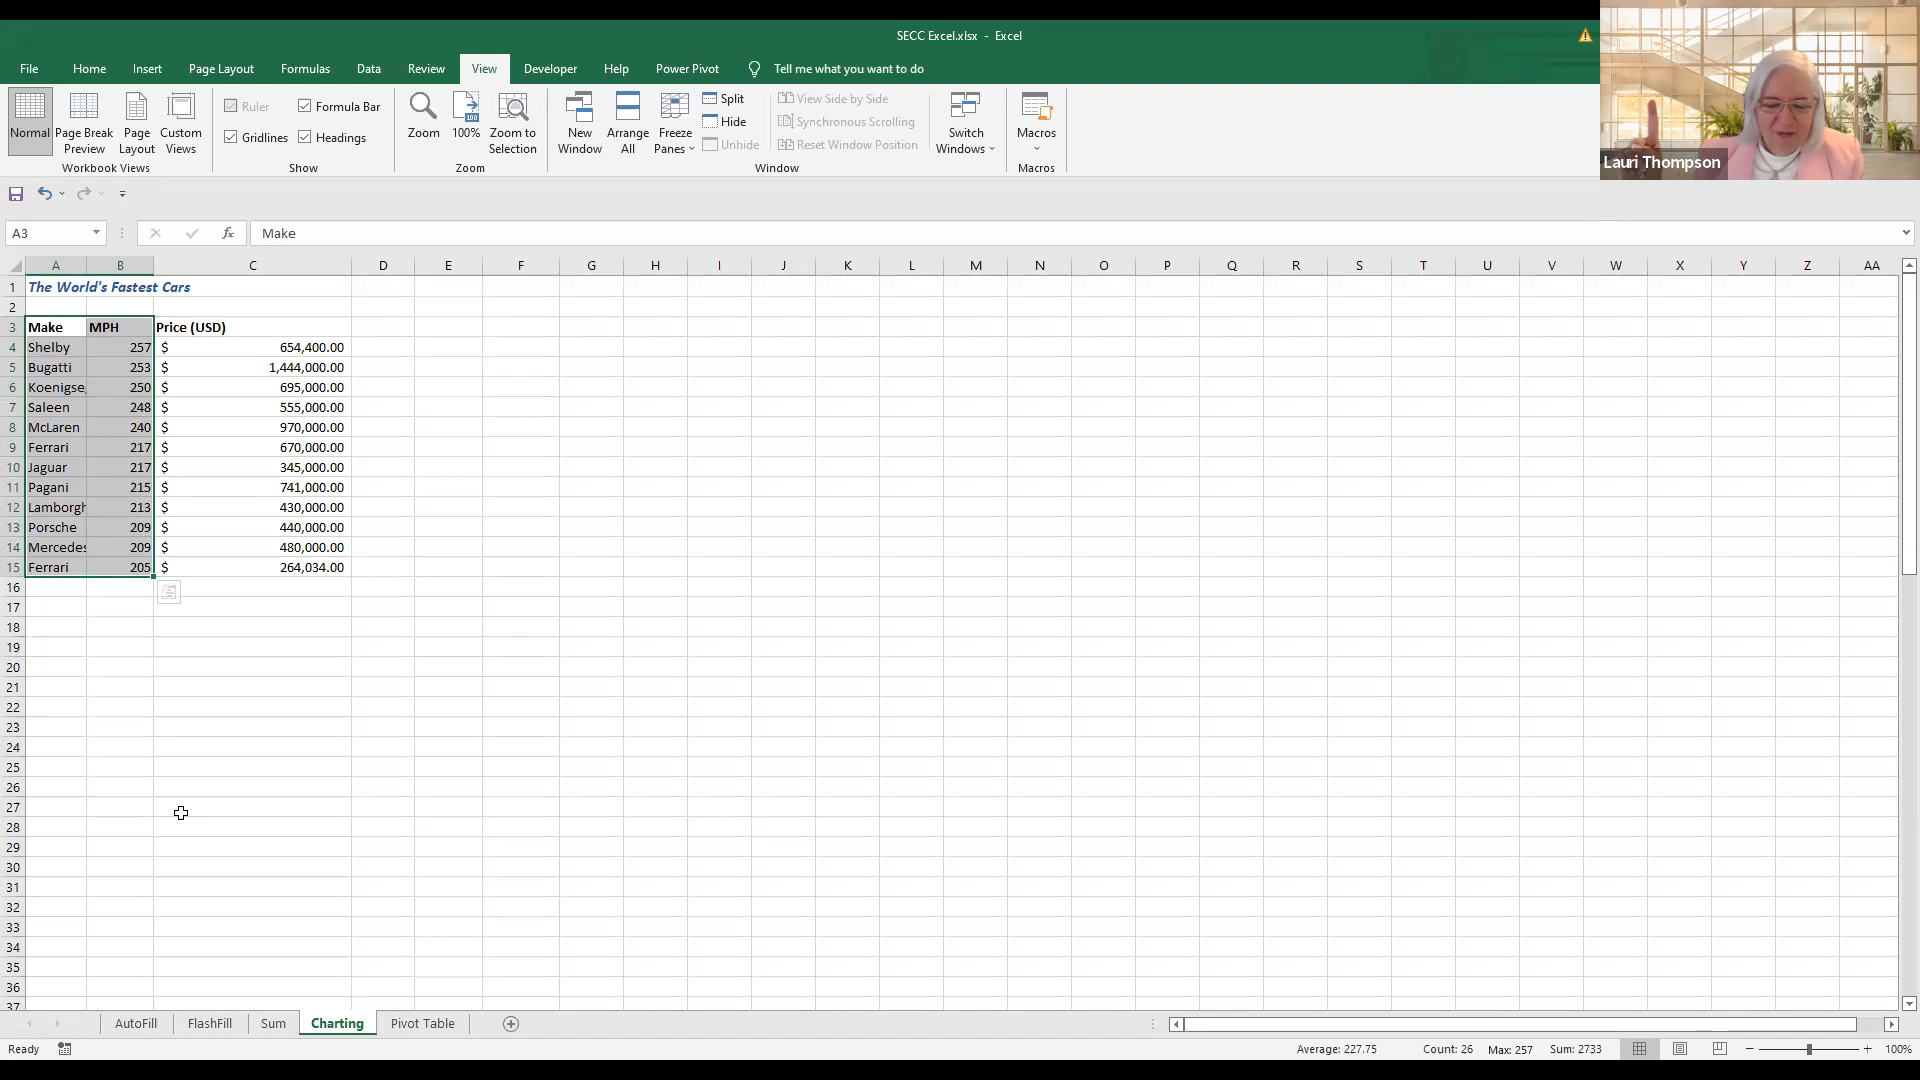 SECC Excel.xlsx - Excel
File Home Insert Page Layout Formulas Data Review View Developer Help Power Pivot Tell me what you want to do
Normal
Page Break Preview
Page Layout
Custom Views
Workbook Views
Ruler
Formula Bar
Gridlines
Headings
Show
Zoom
100
100%
Zoom to Selection
Zoom
New Window
Arrange All
Freeze Panes
Split
Hide
Unhide
View Side by Side
Synchronous Scrolling
Reset Window Position
Switch Windows
Window
Macros
Macros
Lauri Thompson
A3 fx Make
A B C D E F G H I J K L M N O P Q R S T U V W X Y Z AA
1 The World's Fastest Cars
2
3 Make MPH Price (USD)
4 Shelby 257 $ 654,400.00
5 Bugatti 253 $ 1,444,000.00
6 Koenigse 250 $ 695,000.00
7 Saleen 248 $ 555,000.00
8 McLaren 240 $ 970,000.00
9 Ferrari 217 $ 670,000.00
10 Jaguar 217 $ 345,000.00
11 Pagani 215 $ 741,000.00
12 Lamborgh 213 $ 430,000.00
13 Porsche 209 $ 440,000.00
14 Mercedes 209 $ 480,000.00
15 Ferrari 205 $ 264,034.00
16
17
18
19
20
21
22
23
24
25
26
27
28
29
30
31
32
33
34
35
36
37
AutoFill FlashFill Sum Charting Pivot Table
Ready Average: 227.75 Count: 26 Max: 257 Sum: 2733 100%